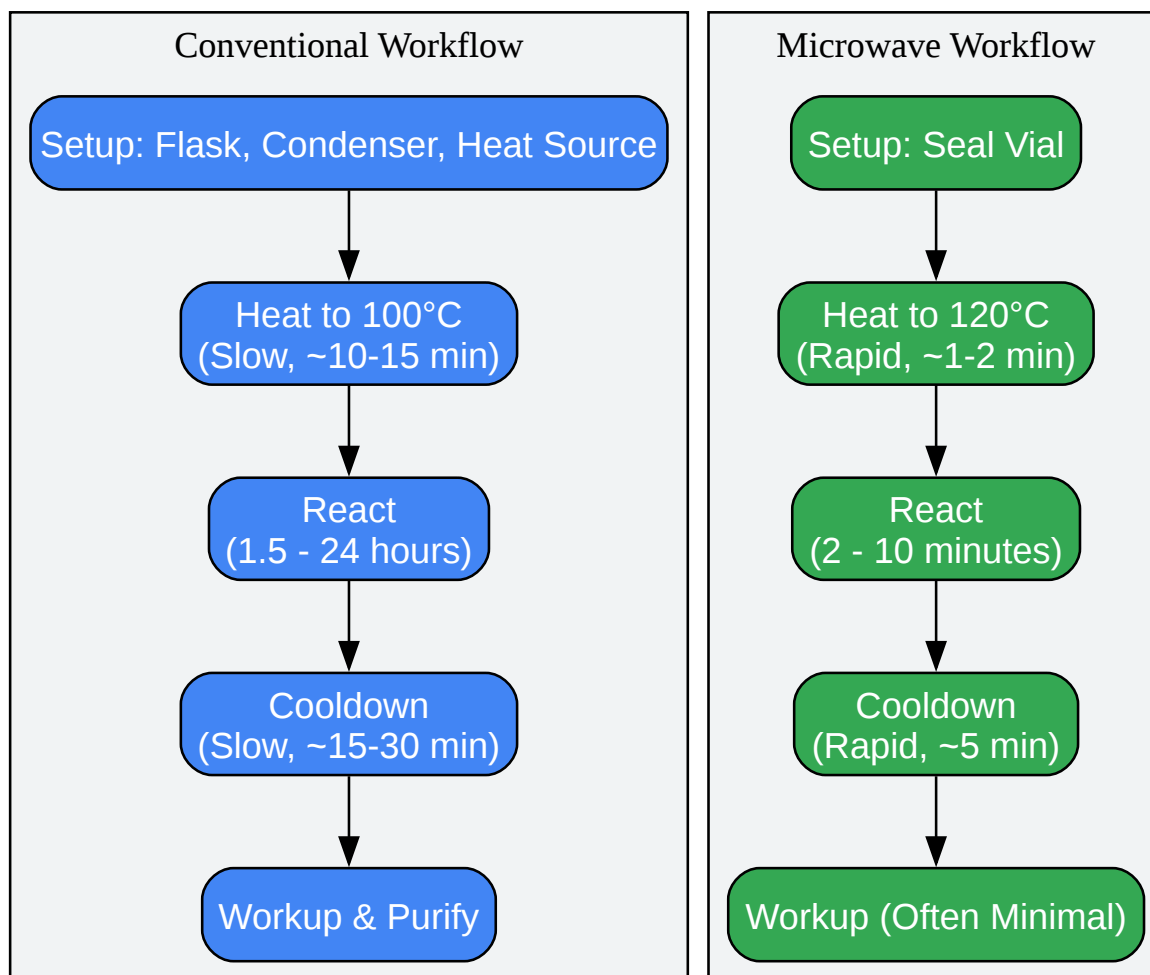 Conventional Workflow
Setup: Flask, Condenser, Heat Source
Heat to 100°C
(Slow, ~10-15 min)
React
(1.5 - 24 hours)
Cooldown
(Slow, ~15-30 min)
Workup & Purify
Microwave Workflow
Setup: Seal Vial
Heat to 120°C
(Rapid, ~1-2 min)
React
(2 - 10 minutes)
Cooldown
(Rapid, ~5 min)
Workup (Often Minimal)